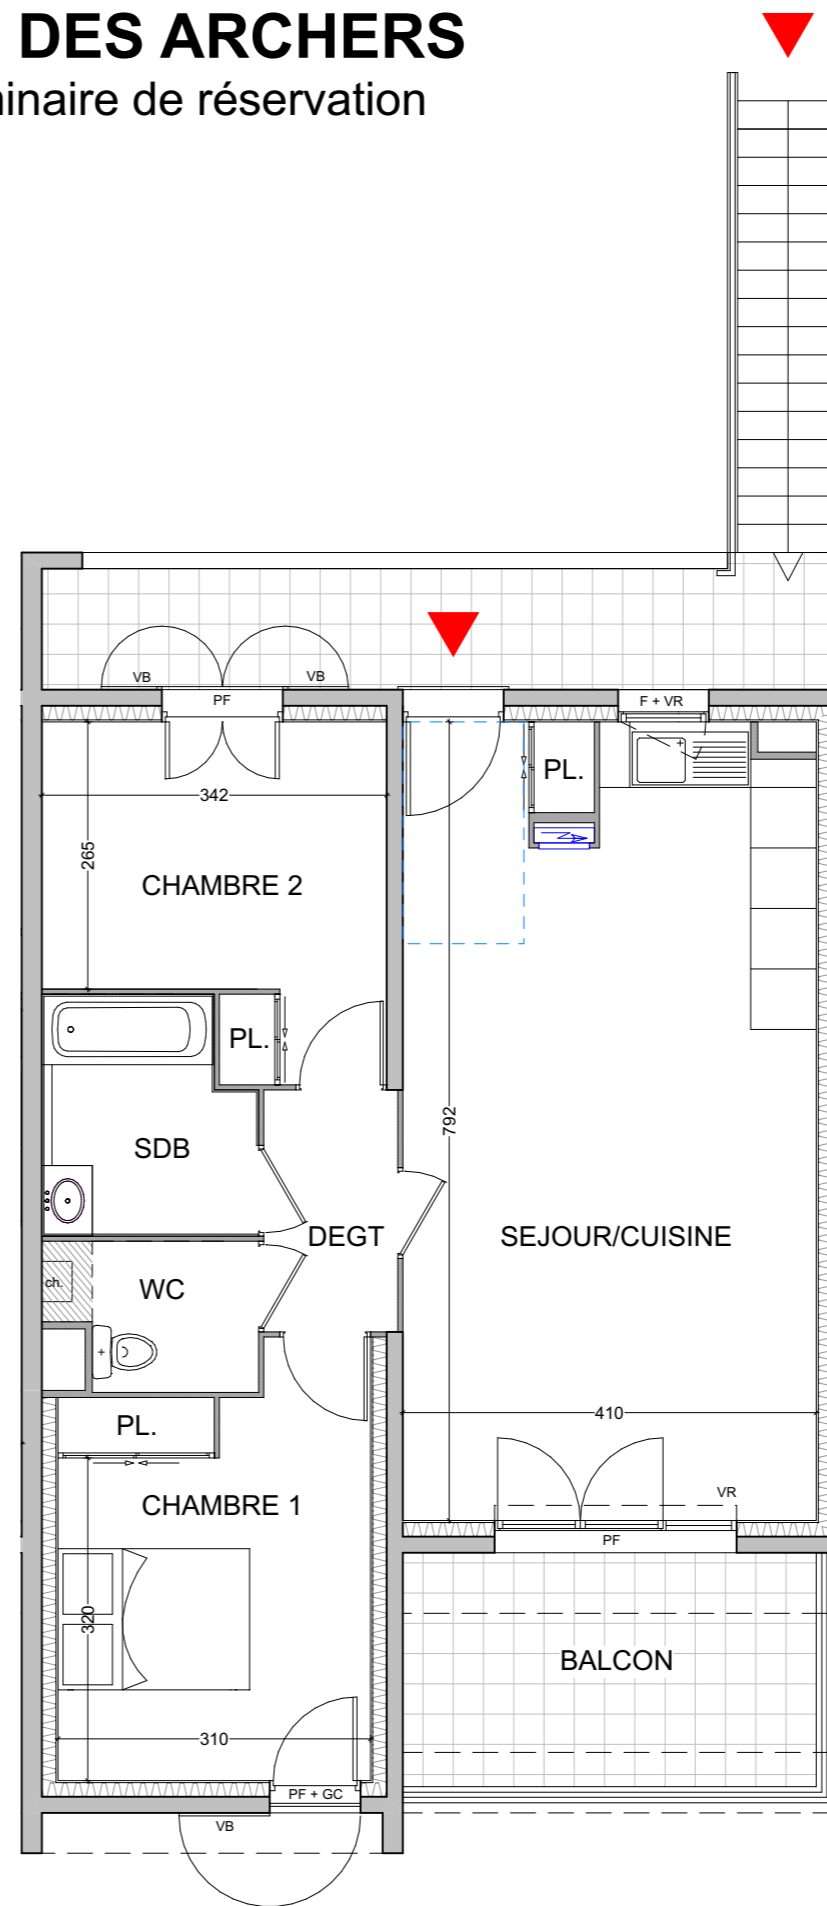 DES ARCHERS
inaire de réservation
VB
VB
PF
F + VR
PL.
342
265
CHAMBRE 2
PL.
792
SDB
DEGT
SEJOUR/CUISINE
ch.
WC
PL.
410
CHAMBRE 1
VR
PF
320
BALCON
310
PF + GC
VB